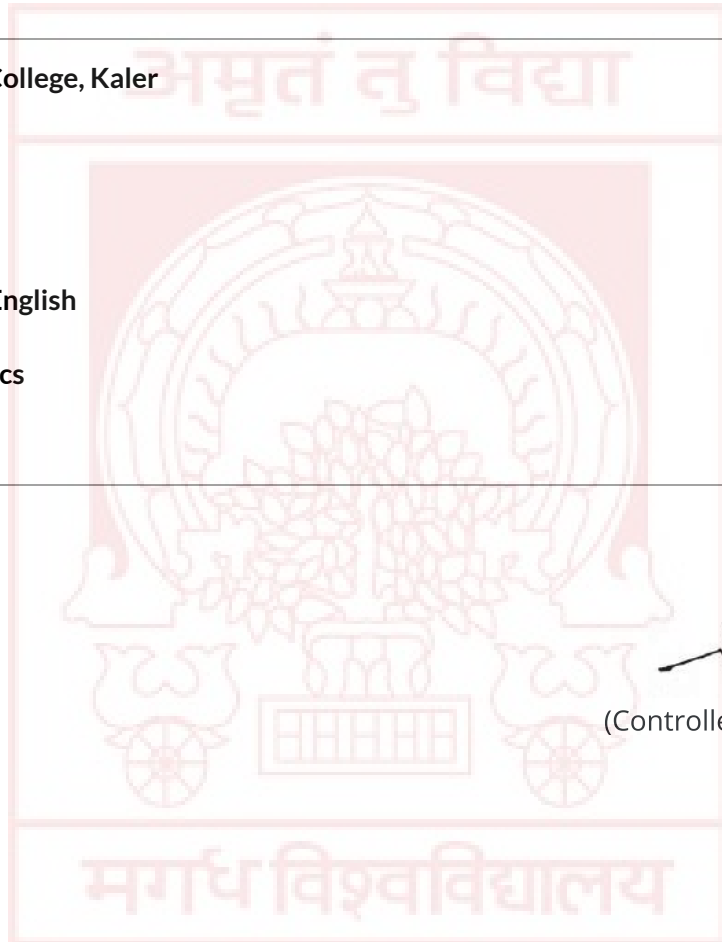 अमृतं तु विद्या
College, Kaler
English
cs
(Controlle
मगध विश्वविद्यालय